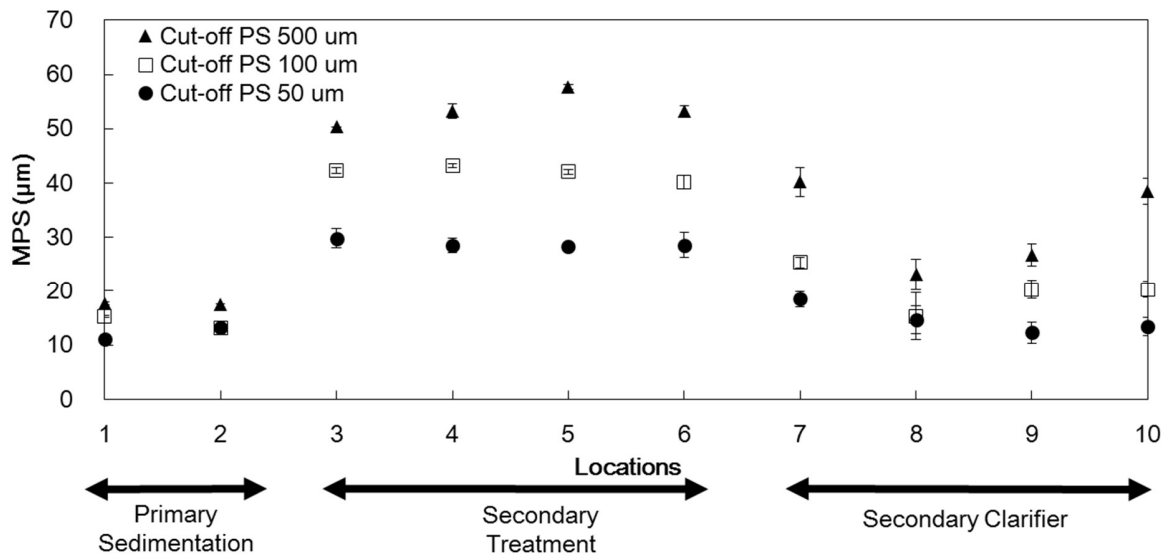 70
60
50
40
30
20
10
0
MPS (µm)
Cut-off PS 500 um
Cut-off PS 100 um
Cut-off PS 50 um
1 2 3 4 5 6 7 8 9 10
Locations
Primary
Sedimentation
Secondary
Treatment
Secondary Clarifier